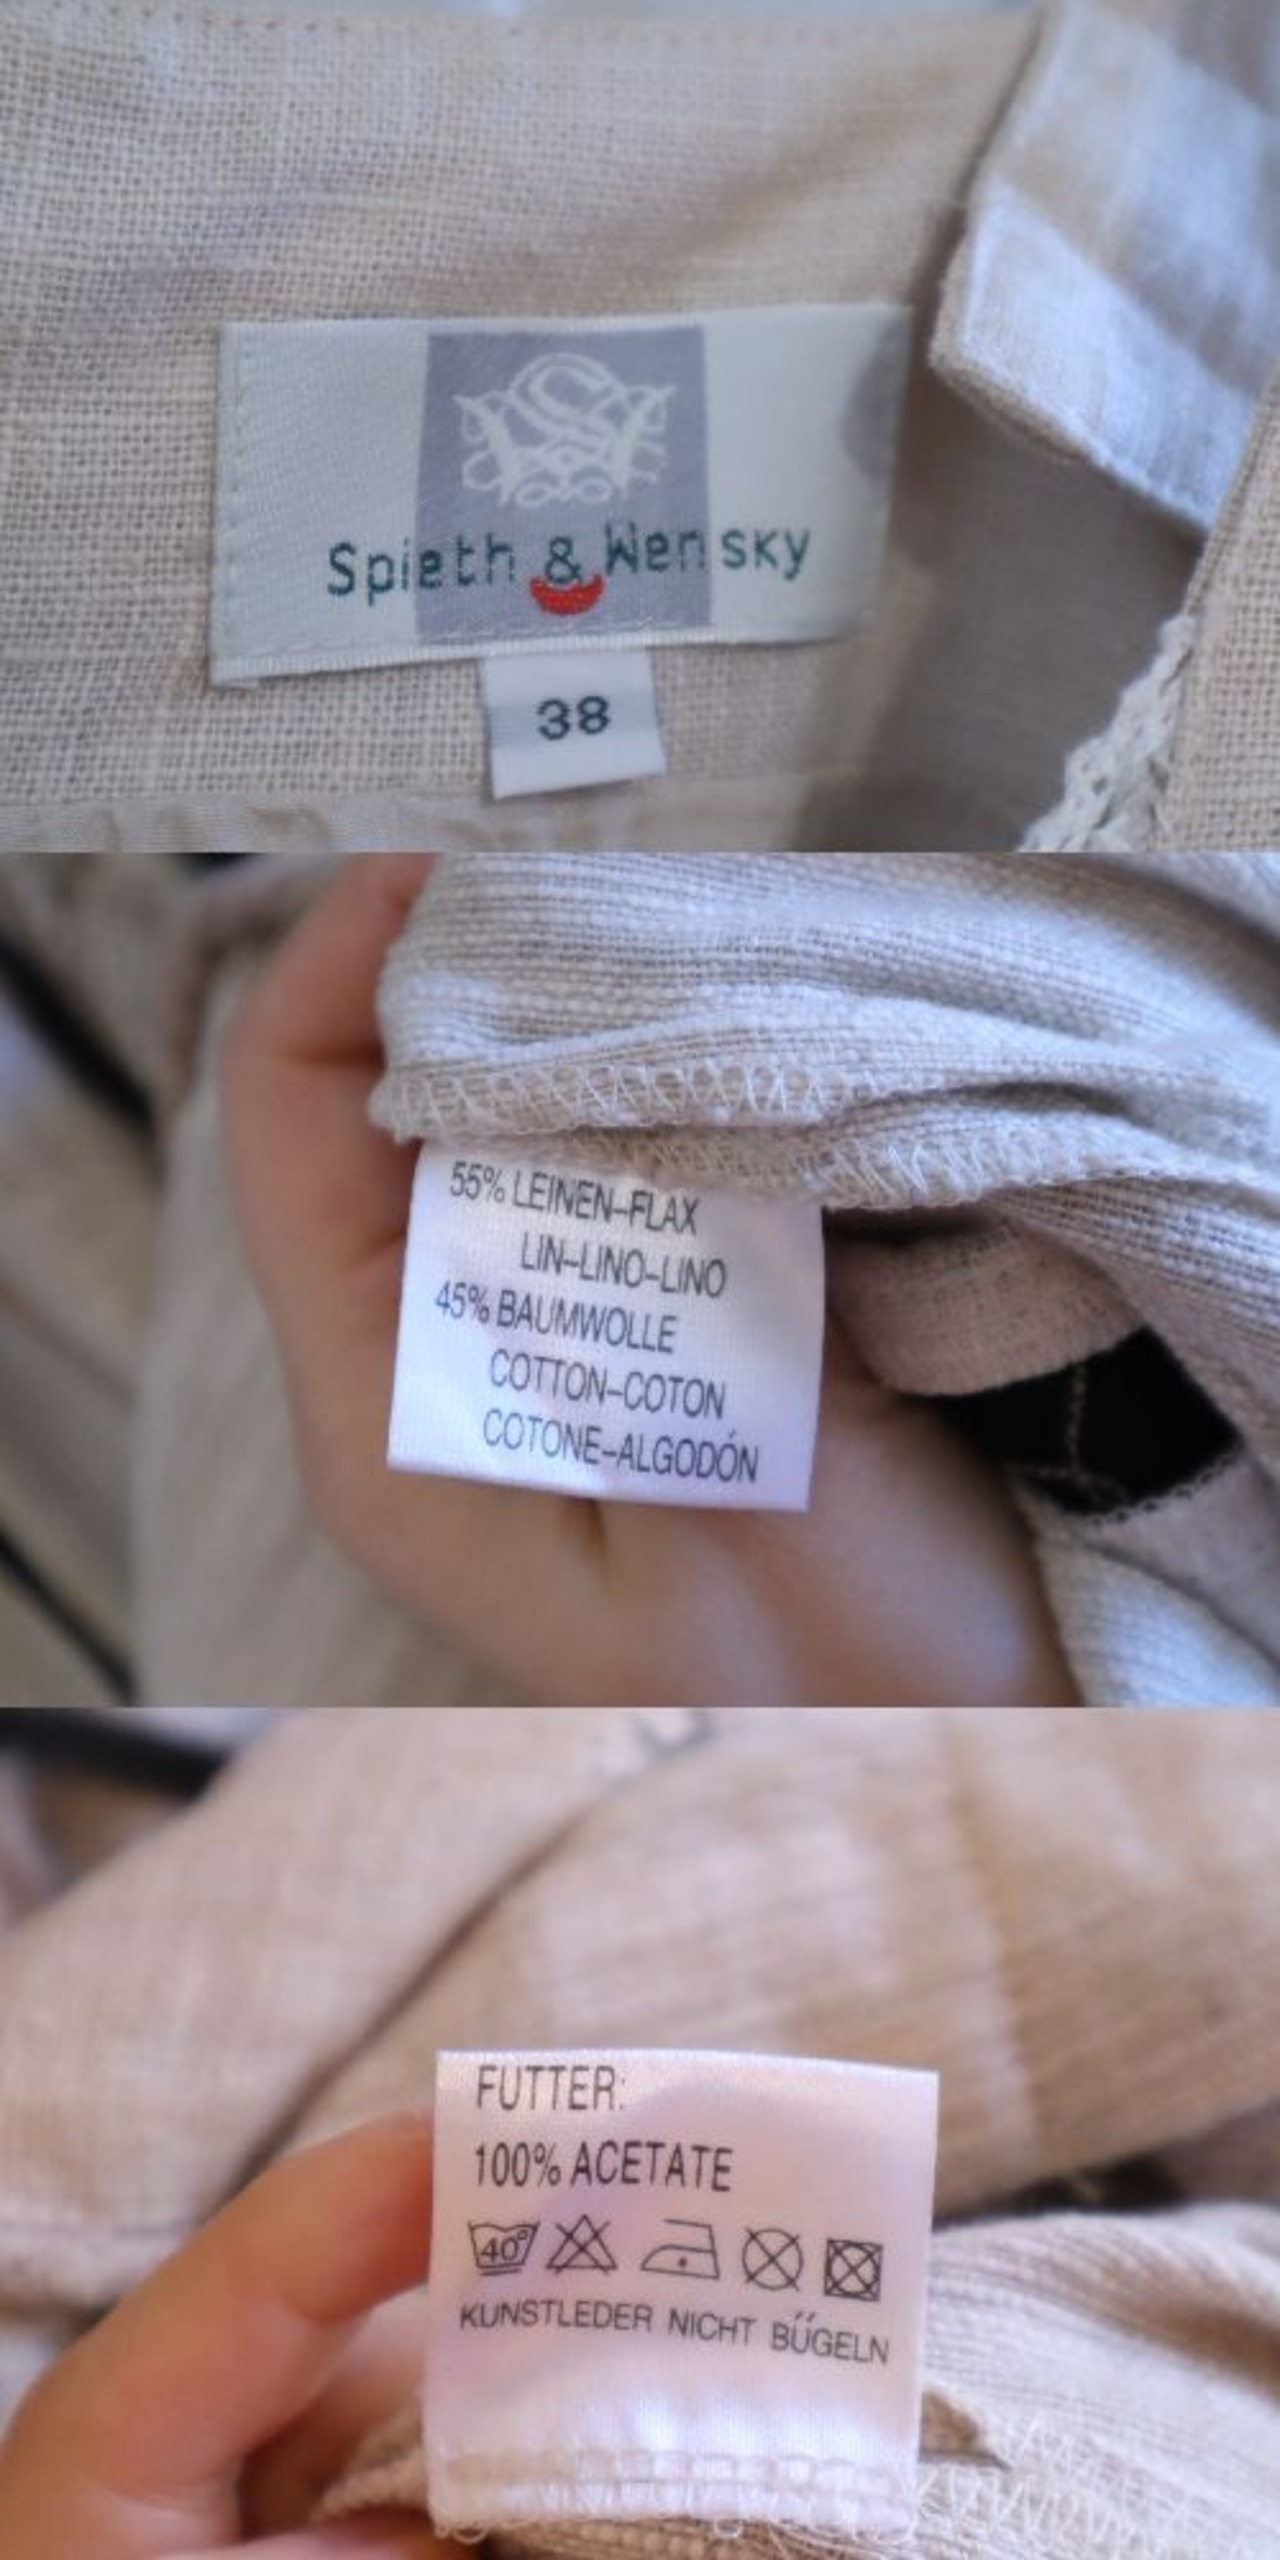 Spieth & Wensky
38
55% LEINEN-FLAX
LIN-LINO-LINO
45% BAUMWOLLE
COTTON-COTON
COTONE-ALGODÓN
FUTTER:
100% ACETATE
40°
KUNSTLEDER NICHT BÜGELN